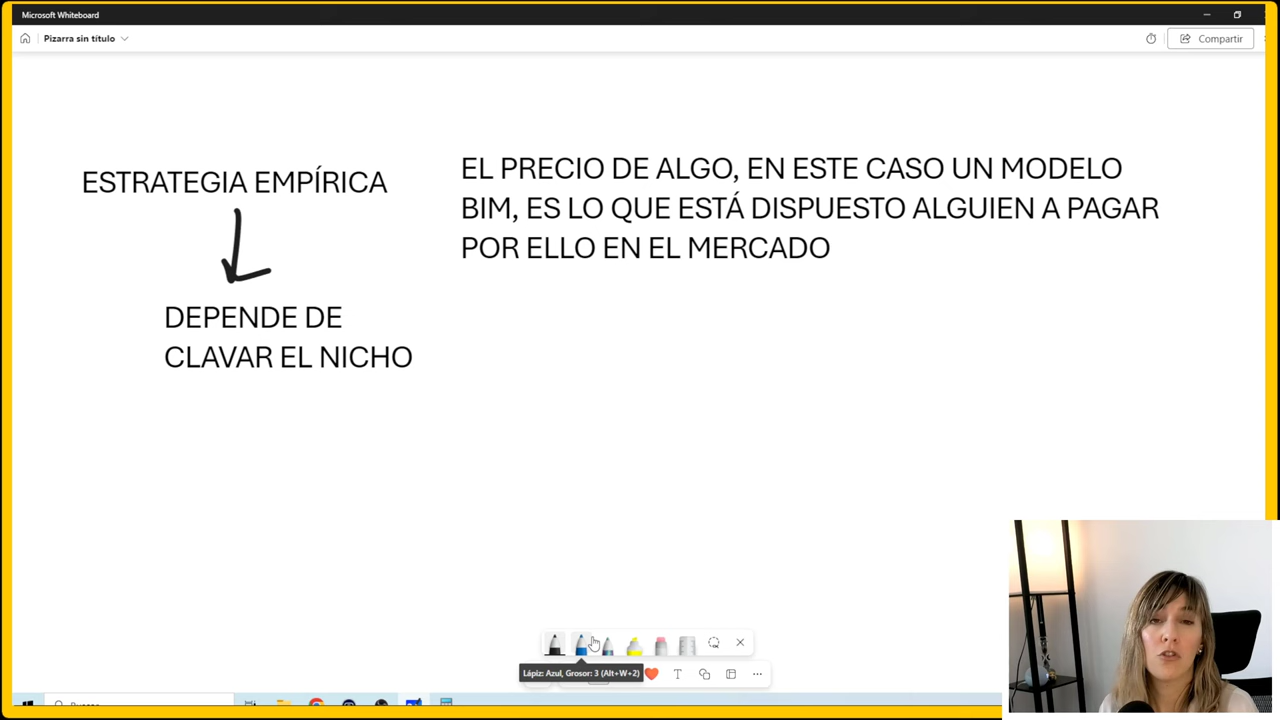 Microsoft Whiteboard
Pizarra sin título
Compartir
ESTRATEGIA EMPÍRICA
DEPENDE DE
CLAVAR EL NICHO
EL PRECIO DE ALGO, EN ESTE CASO UN MODELO
BIM, ES LO QUE ESTÁ DISPUESTO ALGUIEN A PAGAR
POR ELLO EN EL MERCADO
Lápiz: Azul, Grosor: 3 (Alt+W+2)
T